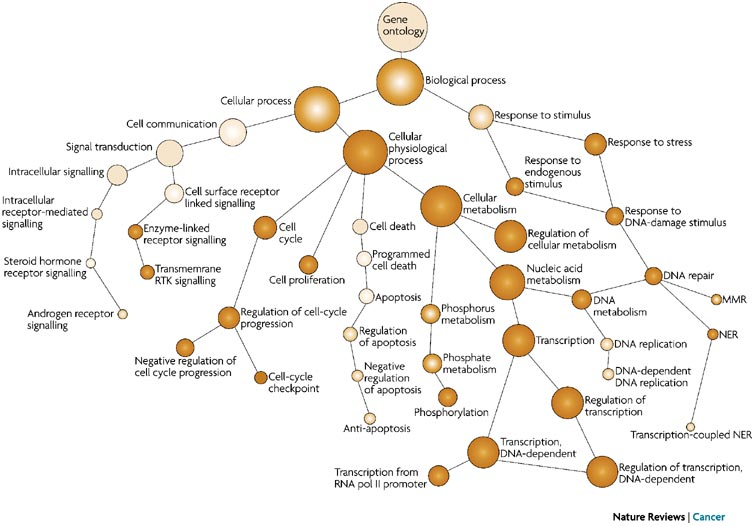 Gene
ontology
Biological process
Cellular process
Response to stimulus
Cell communication
Response to stress
Signal transduction
Cellular
physiological
process
Response to
endogenous
stimulus
Intracellular signalling
Cell surface receptor
linked signalling
Cellular
metabolism
Intracellular
receptor-mediated
signalling
Enzyme-linked
receptor signalling
Cell
cycle
Cell death
Regulation of
cellular metabolism
Response to
DNA-damage stimulus
Steroid hormone
receptor signalling
Transmemrane
RTK signalling
Cell proliferation
Programmed
cell death
Nucleic acid
metabolism
DNA repair
Androgen receptor
signalling
Regulation of cell-cycle
progression
Apoptosis
Phosphorus
metabolism
DNA
metabolism
MMR
NER
Regulation
of apoptosis
Transcription
DNA replication
Negative regulation of
cell cycle progression
Cell-cycle
checkpoint
Negative
regulation
of apoptosis
Phosphate
metabolism
DNA-dependent
DNA replication
Phosphorylation
Regulation of
transcription
Anti-apoptosis
Transcription-coupled NER
Transcription,
DNA-dependent
Transcription from
RNA pol II promoter
Regulation of transcription,
DNA-dependent
Nature Reviews | Cancer